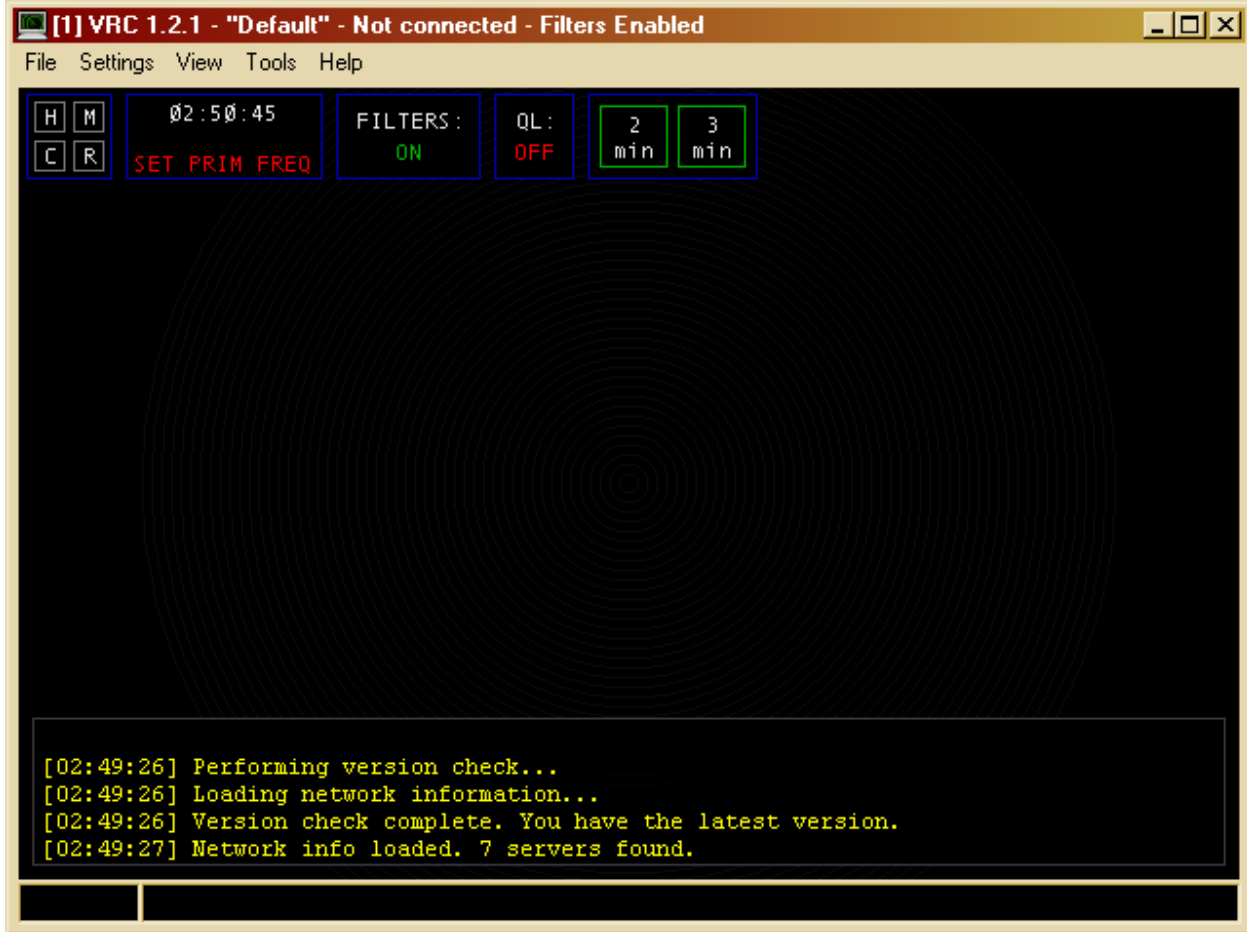 [1] VRC 1.2.1 - "Default" - Not connected - Filters Enabled
File Settings View Tools Help
H M
C R
02:50:45
SET PRIM FREQ
FILTERS:
ON
QL:
OFF
2
min
3
min
[02:49:26] Performing version check...
[02:49:26] Loading network information...
[02:49:26] Version check complete. You have the latest version.
[02:49:27] Network info loaded. 7 servers found.